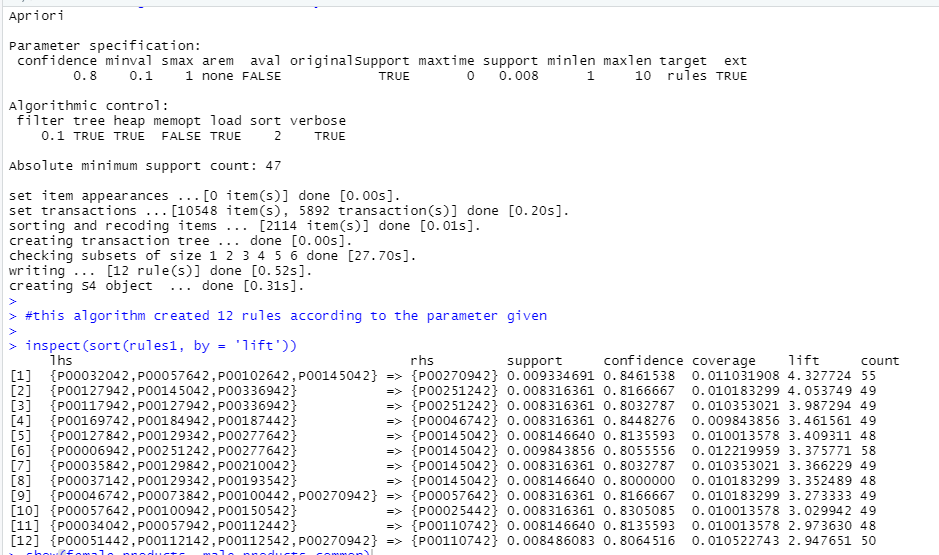 Apriori
Parameter specification:
confidence minval smax arem aval originalSupport maxtime support minlen maxlen target ext
0.8 0.1 1 none FALSE TRUE 0 0.008 1 10 rules TRUE
Algorithmic control:
filter tree heap memopt load sort verbose
0.1 TRUE TRUE FALSE TRUE 2 TRUE
Absolute minimum support count: 47
set item appearances ...[0 item(s)] done [0.00s].
set transactions ...[10548 item(s), 5892 transaction(s)] done [0.20s].
sorting and recoding items ... [2114 item(s)] done [0.01s].
creating transaction tree ... done [0.00s].
checking subsets of size 1 2 3 4 5 6 done [27.70s].
writing ... [12 rule(s)] done [0.52s].
creating S4 object ... done [0.31s].
>
> #this algorithm created 12 rules according to the parameter given
>
> inspect(sort(rules1, by = 'lift'))
lhs rhs support confidence coverage lift count
[1] {P00032042,P00057642,P00102642,P00145042} => {P00270942} 0.009334691 0.8461538 0.011031908 4.327724 55
[2] {P00127942,P00145042,P00336942} => {P00251242} 0.008316361 0.8166667 0.010183299 4.053749 49
[3] {P00117942,P00127942,P00336942} => {P00251242} 0.008316361 0.8032787 0.010353021 3.987294 49
[4] {P00169742,P00184942,P00187442} => {P00046742} 0.008316361 0.8448276 0.009843856 3.461561 49
[5] {P00127842,P00129342,P00277642} => {P00145042} 0.008146640 0.8135593 0.010013578 3.409311 48
[6] {P00006942,P00251242,P00277642} => {P00145042} 0.009843856 0.8055556 0.012219959 3.375771 58
[7] {P00035842,P00129842,P00210042} => {P00145042} 0.008316361 0.8032787 0.010353021 3.366229 49
[8] {P00037142,P00129342,P00193542} => {P00145042} 0.008146640 0.8000000 0.010183299 3.352489 48
[9] {P00046742,P00073842,P00100442,P00270942} => {P00057642} 0.008316361 0.8166667 0.010183299 3.273333 49
[10] {P00057642,P00100942,P00150542} => {P00025442} 0.008316361 0.8305085 0.010013578 3.029942 49
[11] {P00034042,P00057942,P00112442} => {P00110742} 0.008146640 0.8135593 0.010013578 2.973630 48
[12] {P00051442,P00112142,P00112542,P00270942} => {P00110742} 0.008486083 0.8064516 0.010522743 2.947651 50